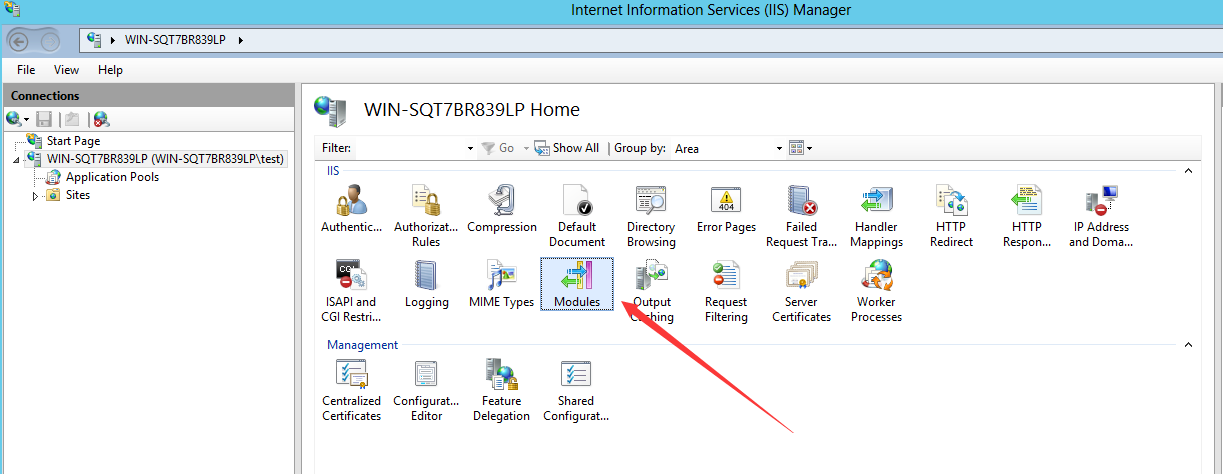 Internet Information Services (IIS) Manager
WIN-SQT7BR839LP
File View Help
Connections
Start Page
WIN-SQT7BR839LP (WIN-SQT7BR839LP\test)
Application Pools
Sites
WIN-SQT7BR839LP Home
Filter: Go Show All Group by: Area
IIS
Authentic... Authorizat... Compression Default Directory Error Pages Failed Handler HTTP HTTP IP Address
Rules Document Browsing Request Tra... Mappings Redirect Respon... and Doma...
ISAPI and Logging MIME Types Modules Output Request Server Worker
CGI Restri... Caching Filtering Certificates Processes
Management
Centralized Configurat... Feature Shared
Certificates Editor Delegation Configurat...
404
CGI